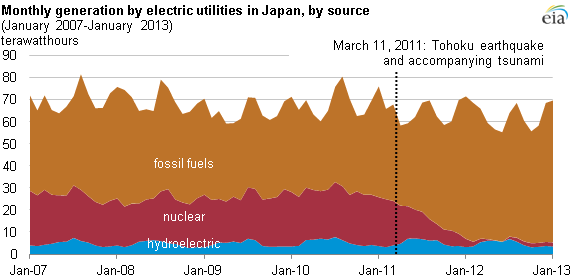 Monthly generation by electric utilities in Japan, by source
(January 2007-January 2013)
terawatthours
eia
March 11, 2011: Tohoku earthquake
and accompanying tsunami
90
80
70
60
50
40
30
20
10
0
fossil fuels
nuclear
hydroelectric
Jan-07 Jan-08 Jan-09 Jan-10 Jan-11 Jan-12 Jan-13